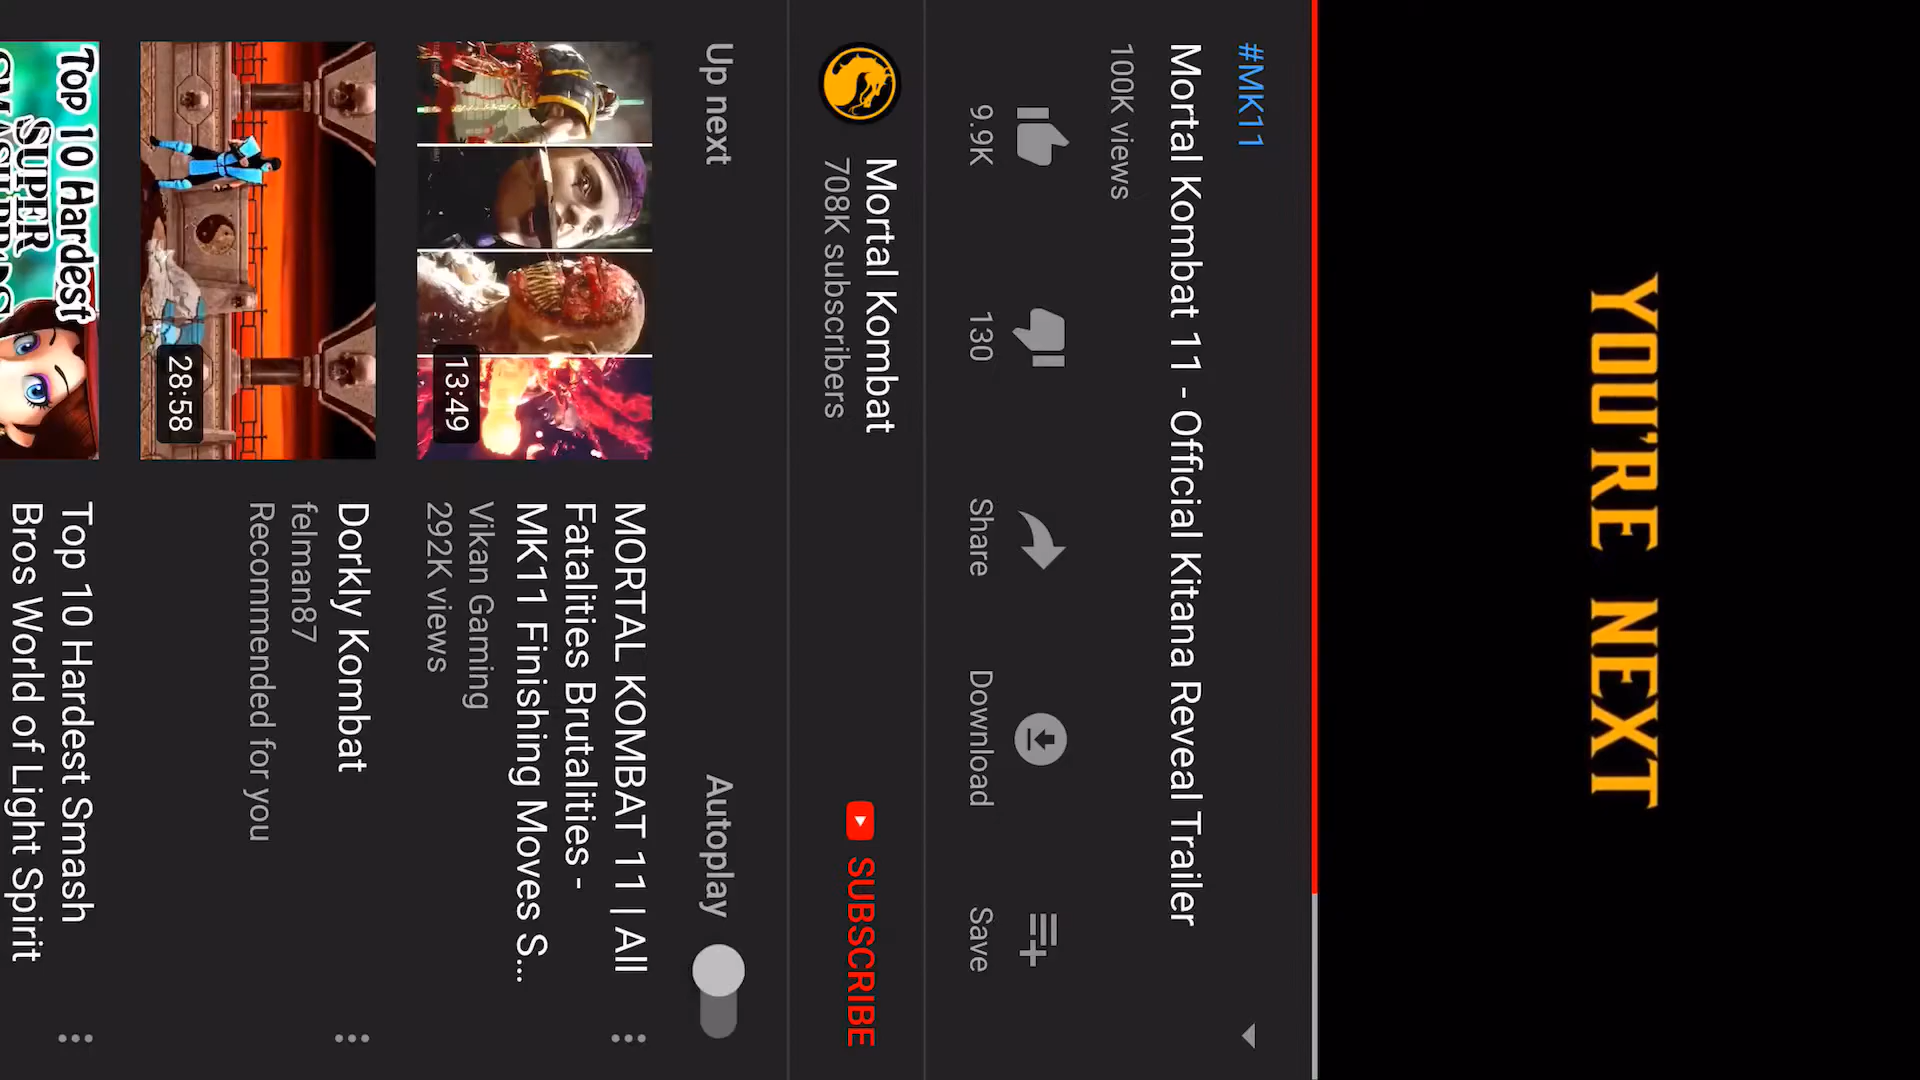 YOU'RE NEXT
#MK11
Mortal Kombat 11 - Official Kitana Reveal Trailer
100K views
9.9K
130
Share
Download
Save
Mortal Kombat
708K subscribers
SUBSCRIBE
Up next
Autoplay
13:49
MORTAL KOMBAT 11 | All
Fatalities Brutalities -
MK11 Finishing Moves S...
Vikan Gaming
292K views
28:58
Dorkly Kombat
felman87
Recommended for you
Top 10 Hardest
SUPER
Top 10 Hardest Smash
Bros World of Light Spirit